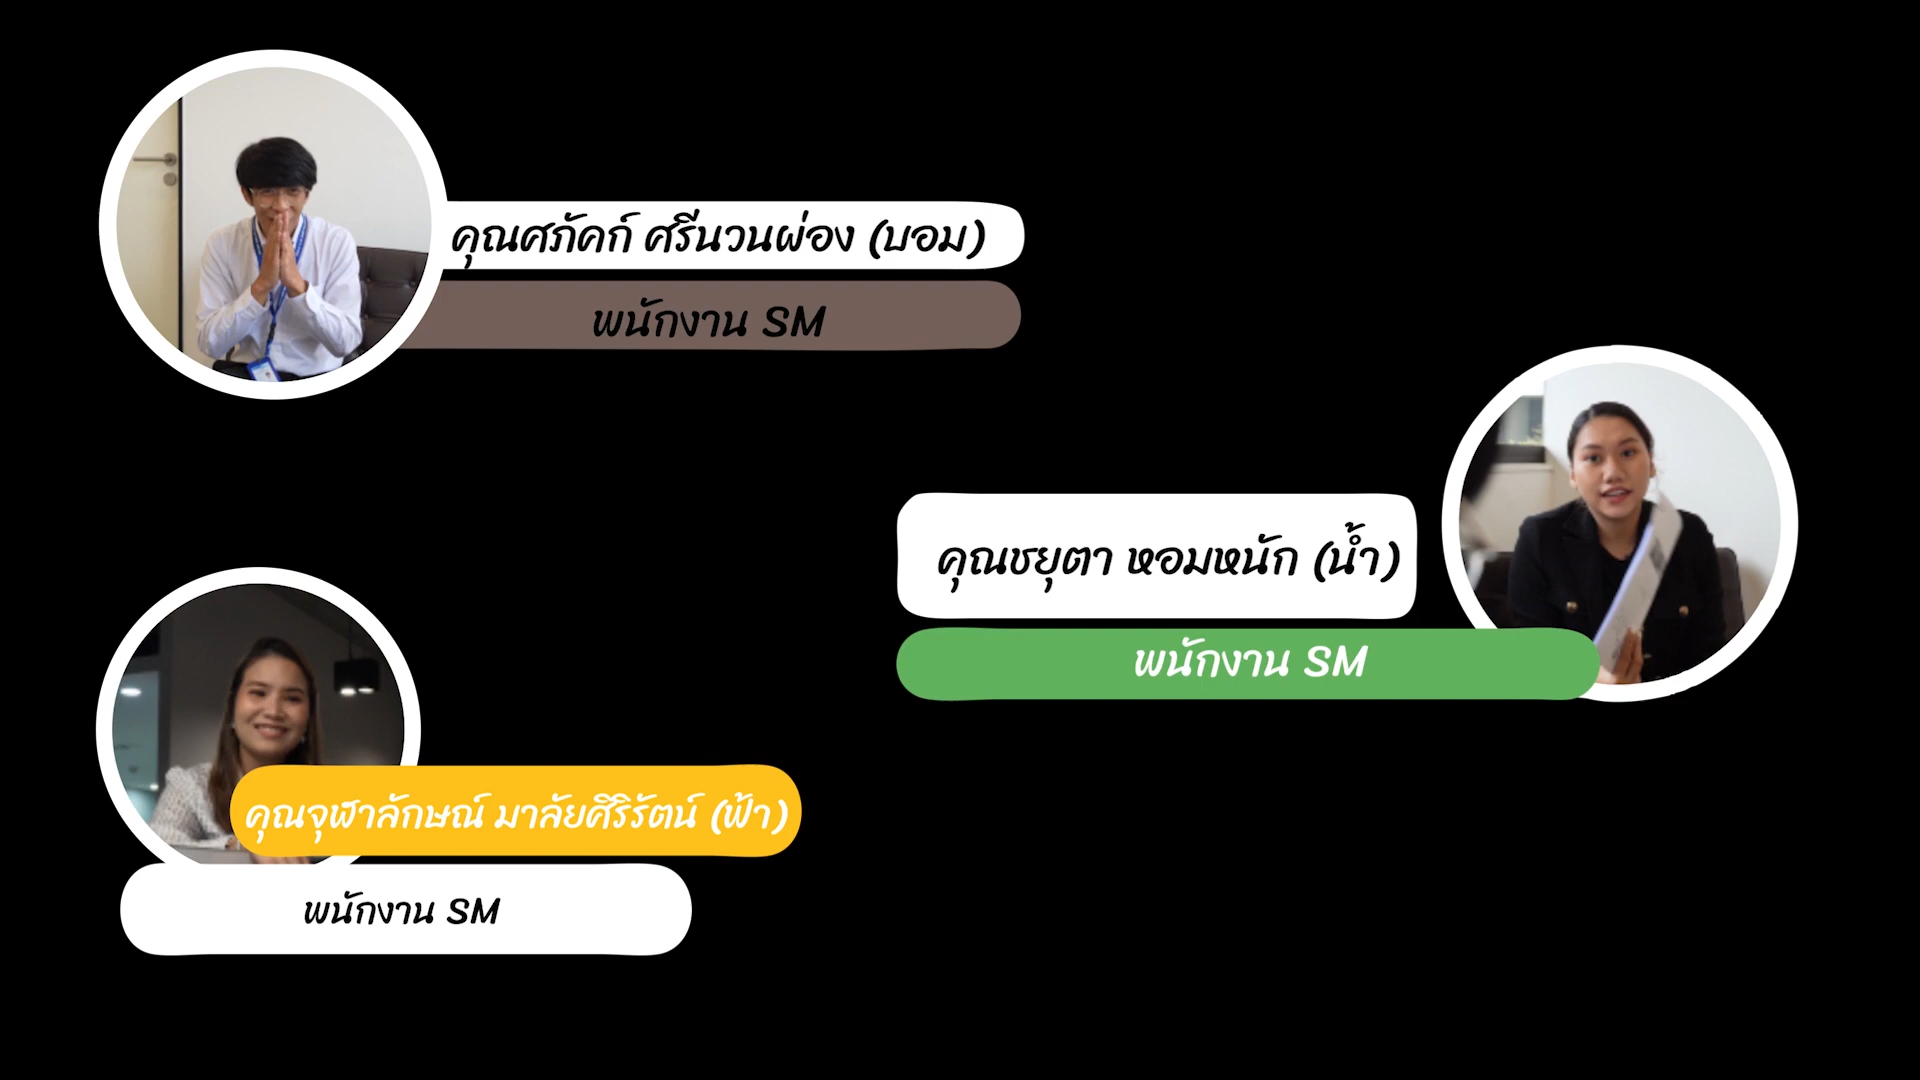 คุณศภัคก์ ศรีนวนผ่อง (บอม)
พนักงาน SM
คุณชยุตา หอมหนัก (น้ำ)
พนักงาน SM
คุณจุฬาลักษณ์ มาลัยศิริรัตน์ (ฟ้า)
พนักงาน SM